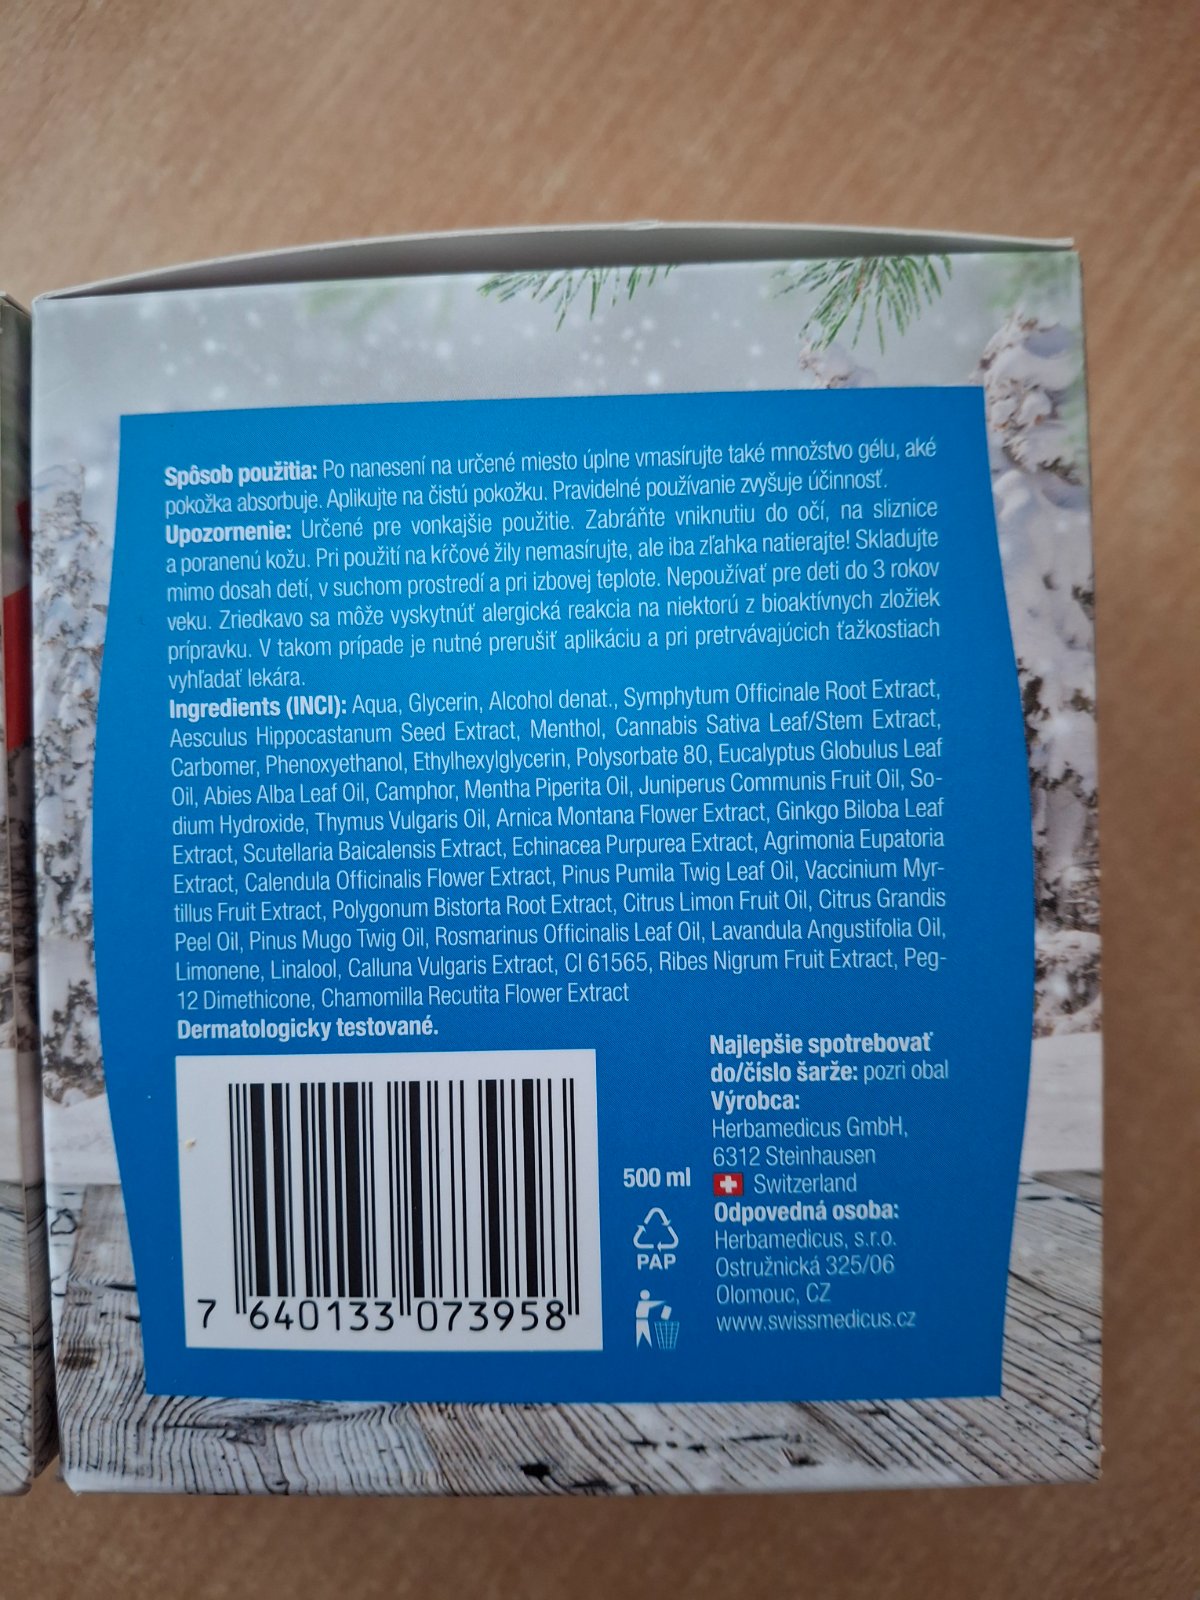 Spôsob použitia: Po nanesení na určené miesto úplne vmasírujte také množstvo gélu, aké
pokožka absorbuje. Aplikujte na čistú pokožku. Pravidelné používanie zvyšuje účinnosť.
Upozornenie: Určené pre vonkajšie použitie. Zabráňte vniknutiu do očí, na sliznice
a poranenú kožu. Pri použití na kŕčové žily nemasírujte, ale iba zľahka natierajte! Skladujte
mimo dosah detí, v suchom prostredí a pri izbovej teplote. Nepoužívať pre deti do 3 rokov
veku. Zriedkavo sa môže vyskytnúť alergická reakcia na niektorú z bioaktívnych zložiek
prípravku. V takom prípade je nutné prerušiť aplikáciu a pri pretrvávajúcich ťažkostiach
vyhľadať lekára.
Ingredients (INCI): Aqua, Glycerin, Alcohol denat., Symphytum Officinale Root Extract,
Aesculus Hippocastanum Seed Extract, Menthol, Cannabis Sativa Leaf/Stem Extract,
Carbomer, Phenoxyethanol, Ethylhexylglycerin, Polysorbate 80, Eucalyptus Globulus Leaf
Oil, Abies Alba Leaf Oil, Camphor, Mentha Piperita Oil, Juniperus Communis Fruit Oil, So-
dium Hydroxide, Thymus Vulgaris Oil, Arnica Montana Flower Extract, Ginkgo Biloba Leaf
Extract, Scutellaria Baicalensis Extract, Echinacea Purpurea Extract, Agrimonia Eupatoria
Extract, Calendula Officinalis Flower Extract, Pinus Pumila Twig Leaf Oil, Vaccinium Myr-
tillus Fruit Extract, Polygonum Bistorta Root Extract, Citrus Limon Fruit Oil, Citrus Grandis
Peel Oil, Pinus Mugo Twig Oil, Rosmarinus Officinalis Leaf Oil, Lavandula Angustifolia Oil,
Limonene, Linalool, Calluna Vulgaris Extract, CI 61565, Ribes Nigrum Fruit Extract, Peg-
12 Dimethicone, Chamomilla Recutita Flower Extract
Dermatologicky testované.
7 640133 073958
500 ml
PAP
Najlepšie spotrebovať
do/číslo šarže: pozri obal
Výrobca:
Herbamedicus GmbH,
6312 Steinhausen
Switzerland
Odpovedná osoba:
Herbamedicus, s.r.o.
Ostružnická 325/06
Olomouc, CZ
www.swissmedicus.cz